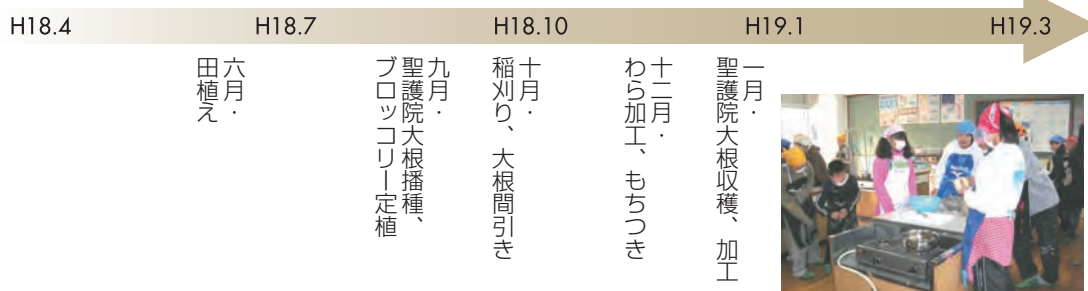 H18.4
H18.7
H18.10
H19.1
H19.3
六月・
田植え
九月・
聖護院大根播種、
ブロッコリー定植
十月・
稲刈り、大根間引き
十二月・
わら加工、もちつき
一月・
聖護院大根収穫、加工